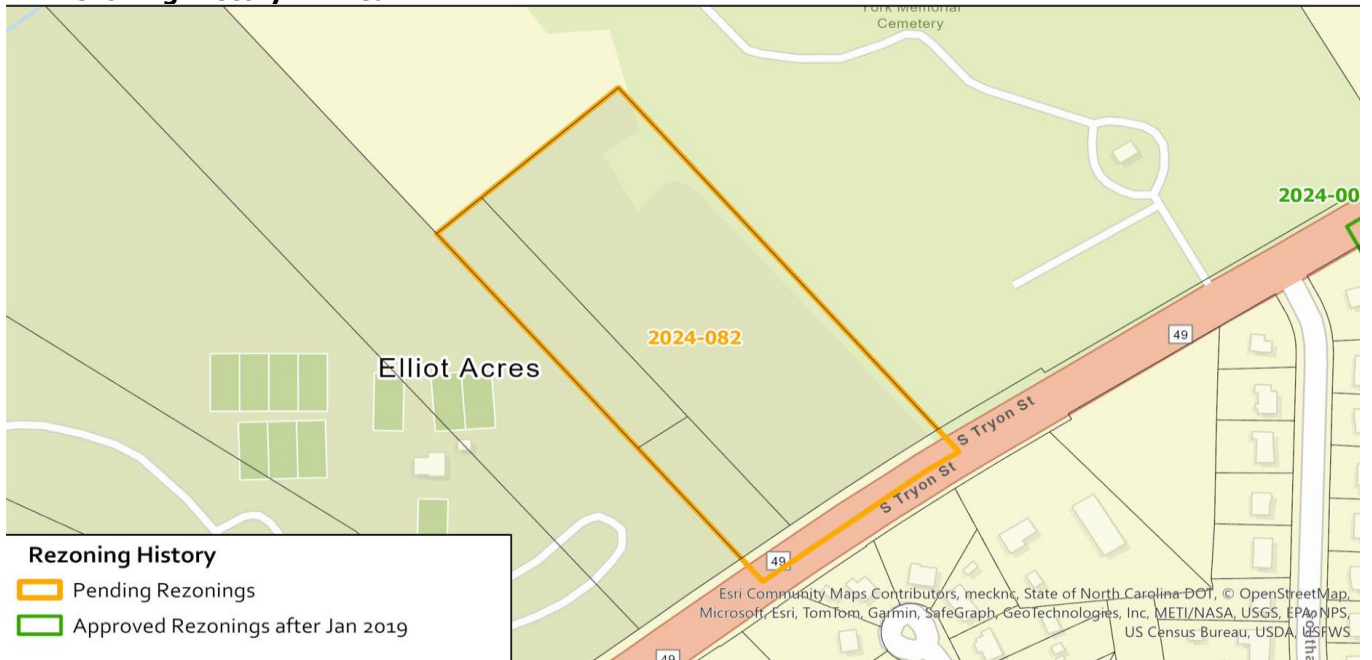 Cemetery
2024-00
2024-082
49
Elliot Acres
S Tryon St
S Tryon St
49
49
Rezoning History
Pending Rezonings
Approved Rezonings after Jan 2019
Esri Community Maps Contributors, mecknc, State of North Carolina DOT, © OpenStreetMap,
Microsoft, Esri, TomTom, Garmin, SafeGraph, GeoTechnologies, Inc, METI/NASA, USGS, EPA, NPS,
US Census Bureau, USDA, USFWS